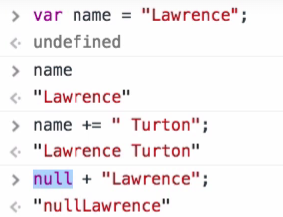 > var name = "Lawrence";
<· undefined
> name
<· "Lawrence"
> name += " Turton";
<· "Lawrence Turton"
> null + "Lawrence";
<· "nullLawrence"